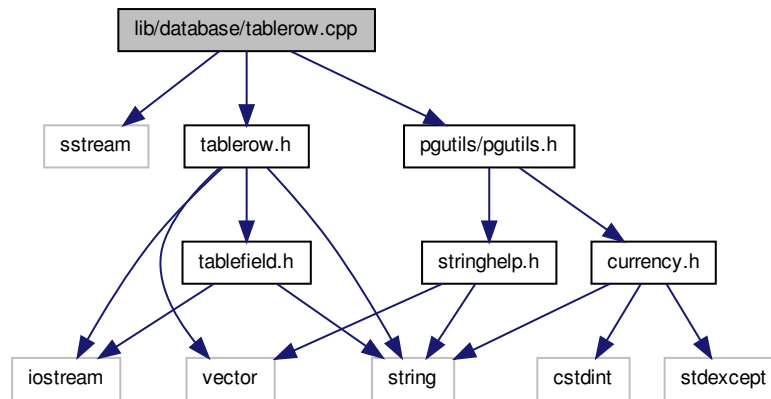 lib/database/tablerow.cpp
sstream
tablerow.h
pgutils/pgutils.h
tablefield.h
stringhelp.h
currency.h
iostream
vector
string
cstdint
stdexcept